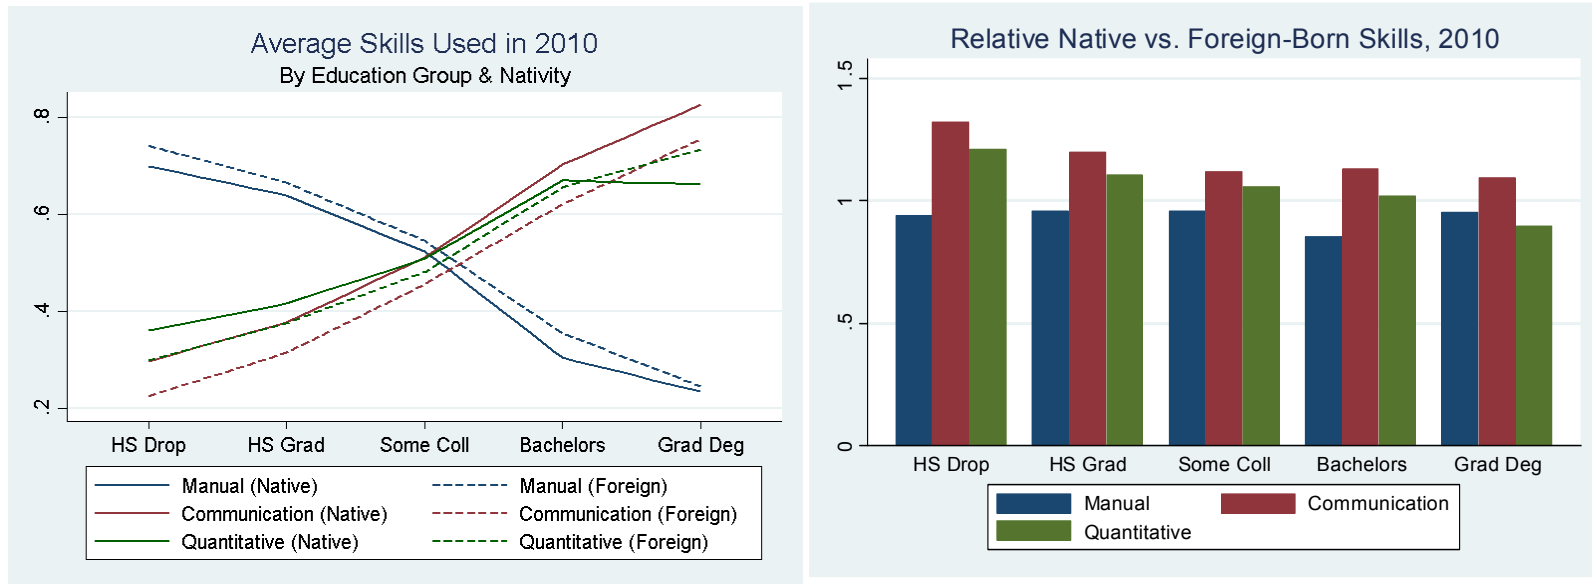 Average Skills Used in 2010
By Education Group & Nativity
.8
.6
.4
.2
HS Drop HS Grad Some Coll Bachelors Grad Deg
Manual (Native) Manual (Foreign)
Communication (Native) Communication (Foreign)
Quantitative (Native) Quantitative (Foreign)
Relative Native vs. Foreign-Born Skills, 2010
1.5
1
.5
0
HS Drop HS Grad Some Coll Bachelors Grad Deg
Manual Communication
Quantitative